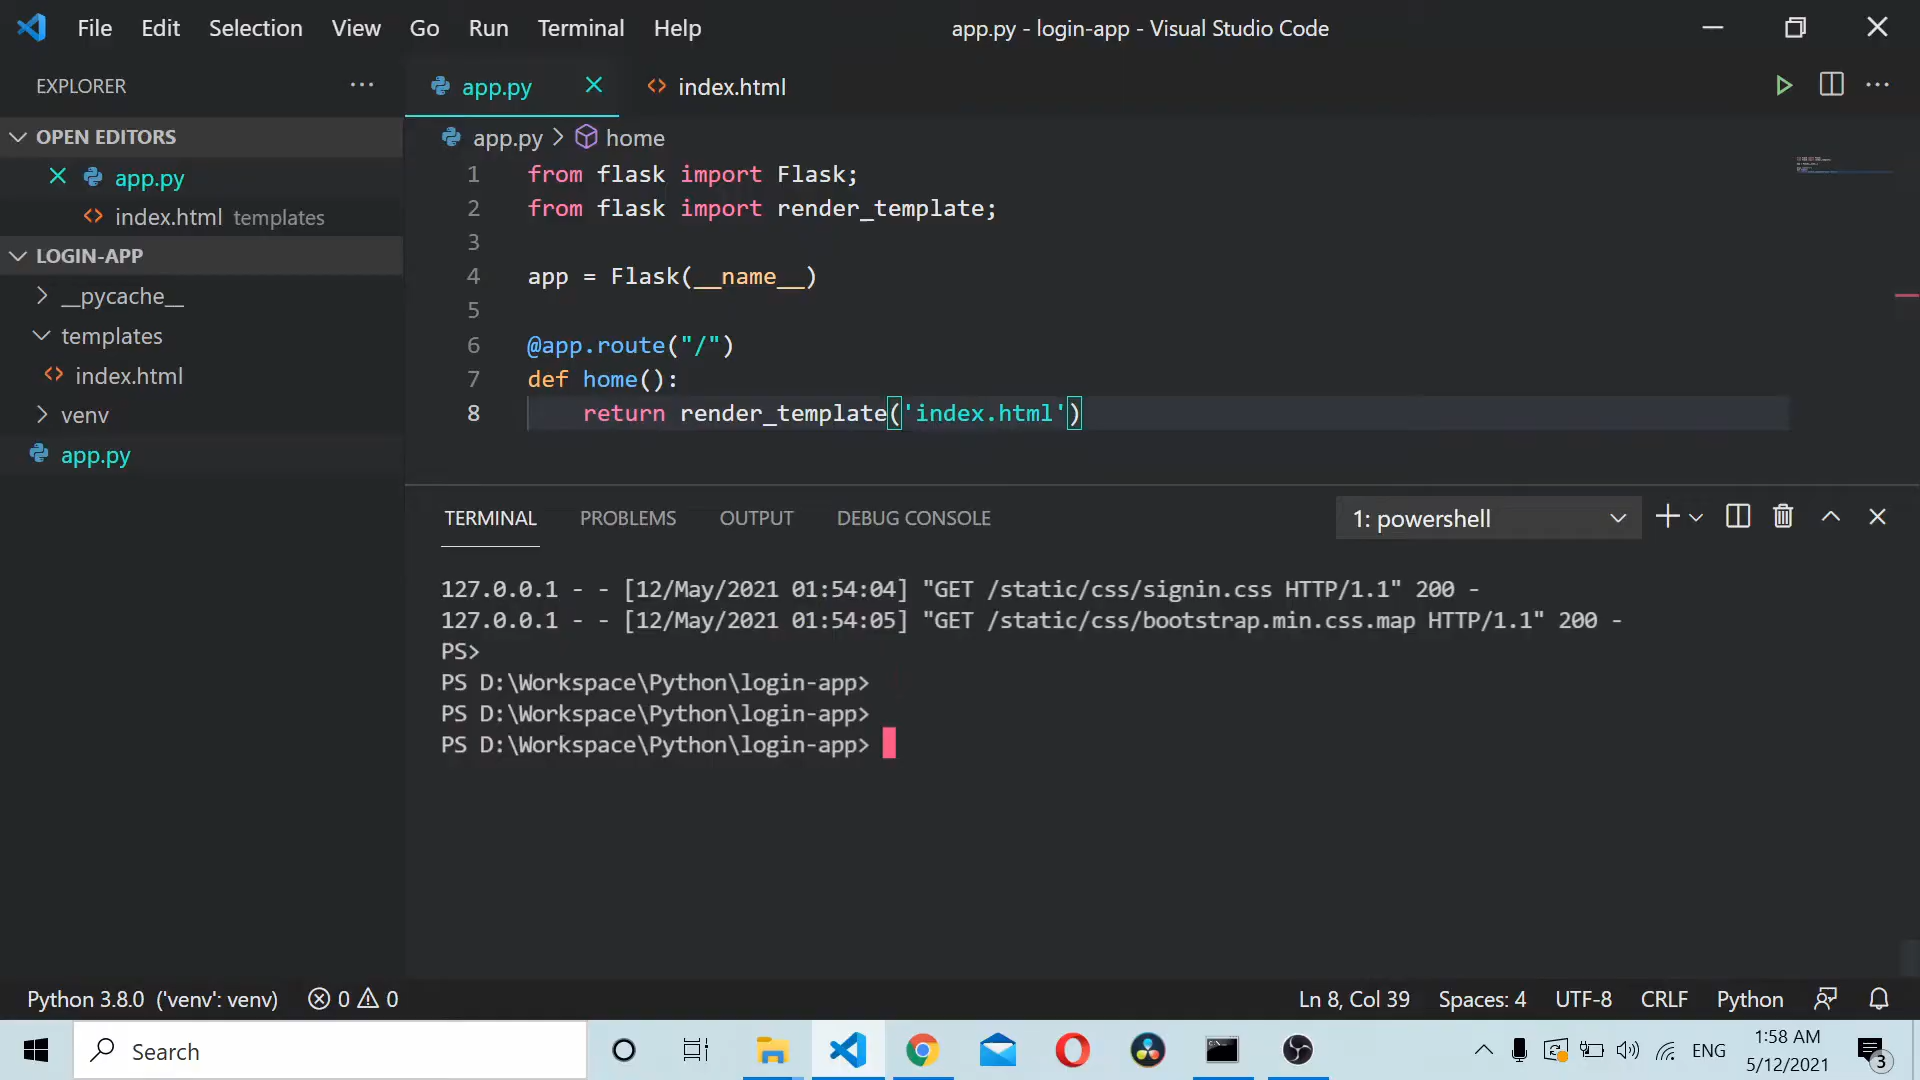 File Edit Selection View Go Run Terminal Help
app.py - login-app - Visual Studio Code
EXPLORER
OPEN EDITORS
app.py
index.html templates
LOGIN-APP
__pycache__
templates
index.html
venv
app.py
app.py
index.html
app.py > home
1 from flask import Flask;
2 from flask import render_template;
3
4 app = Flask(__name__)
5
6 @app.route("/")
7 def home():
8 return render_template('index.html')
TERMINAL PROBLEMS OUTPUT DEBUG CONSOLE
1: powershell
127.0.0.1 - - [12/May/2021 01:54:04] "GET /static/css/signin.css HTTP/1.1" 200 -
127.0.0.1 - - [12/May/2021 01:54:05] "GET /static/css/bootstrap.min.css.map HTTP/1.1" 200 -
PS>
PS D:\Workspace\Python\login-app>
PS D:\Workspace\Python\login-app>
PS D:\Workspace\Python\login-app>
Python 3.8.0 ('venv': venv) 0 0
Ln 8, Col 39 Spaces: 4 UTF-8 CRLF Python
Search
ENG
1:58 AM
5/12/2021
3